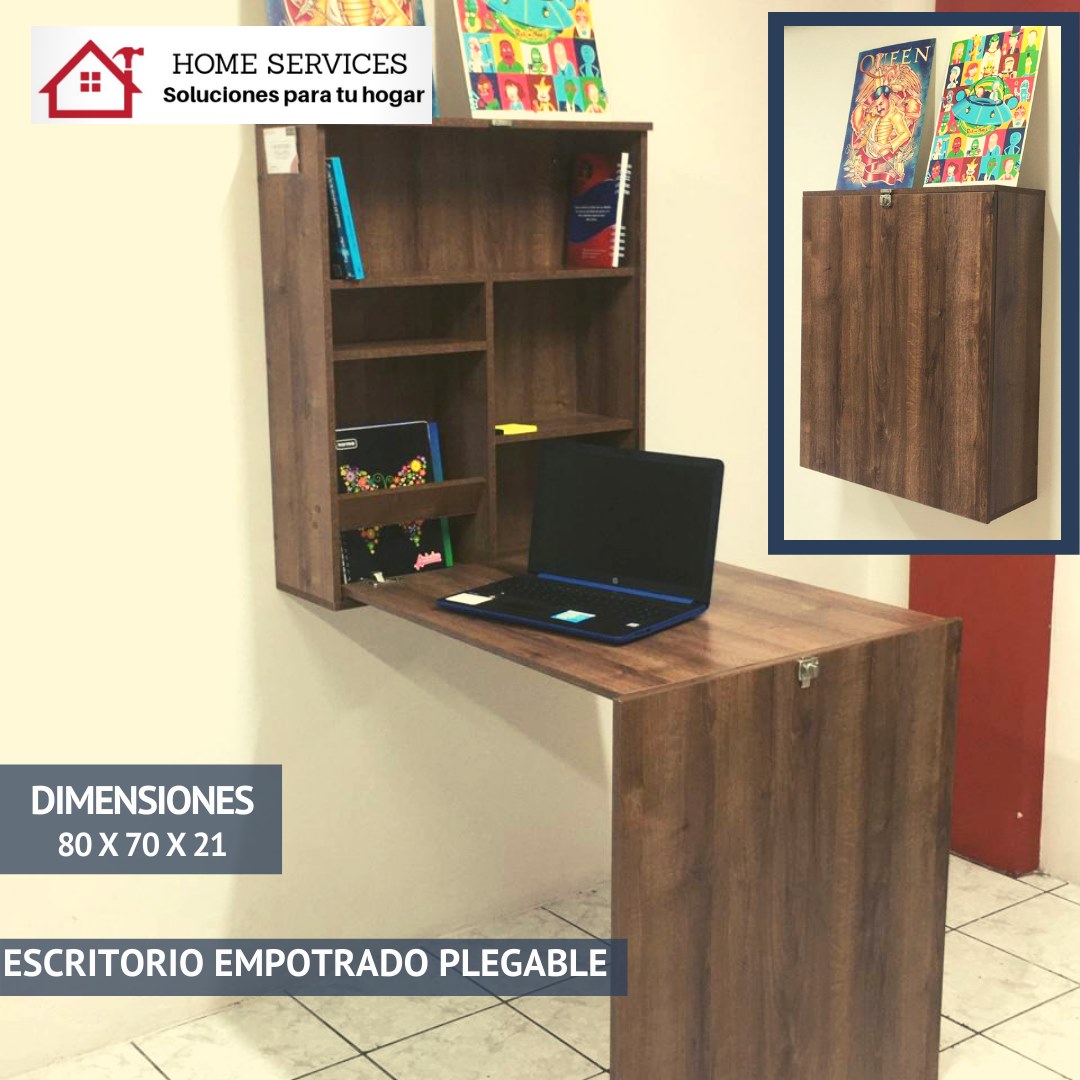 HOME SERVICES
Soluciones para tu hogar
QUEEN
DIMENSIONES
80 X 70 X 21
ESCRITORIO EMPOTRADO PLEGABLE